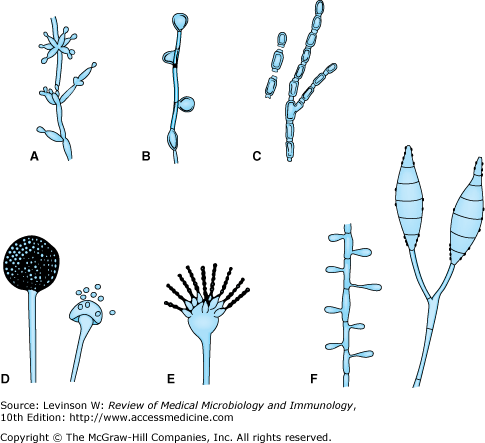 A
B
C
D
E
F
Source: Levinson W: Review of Medical Microbiology and Immunology,
10th Edition: http://www.accessmedicine.com
Copyright © The McGraw-Hill Companies, Inc. All rights reserved.